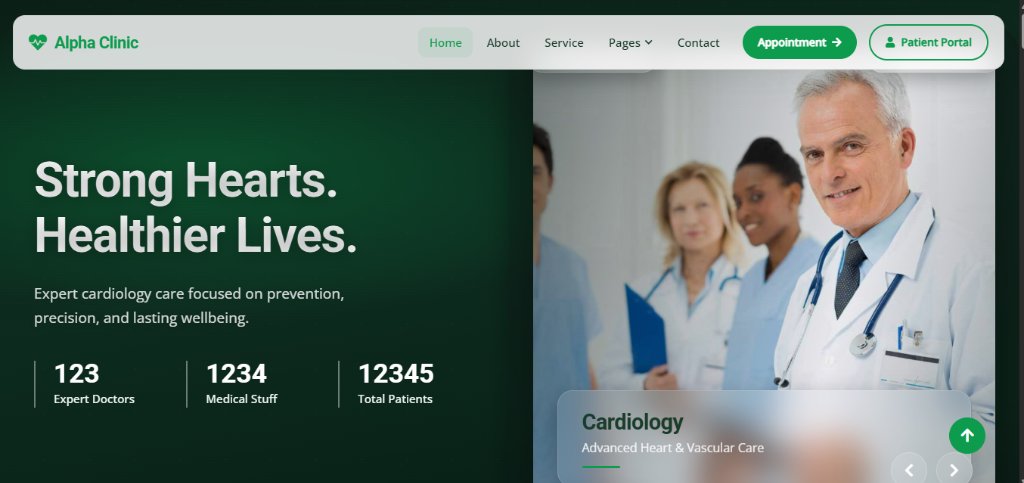 Alpha Clinic
Home About Service Pages Contact Appointment Patient Portal
Strong Hearts.
Healthier Lives.
Expert cardiology care focused on prevention,
precision, and lasting wellbeing.
123 1234 12345
Expert Doctors Medical Stuff Total Patients
Cardiology
Advanced Heart & Vascular Care